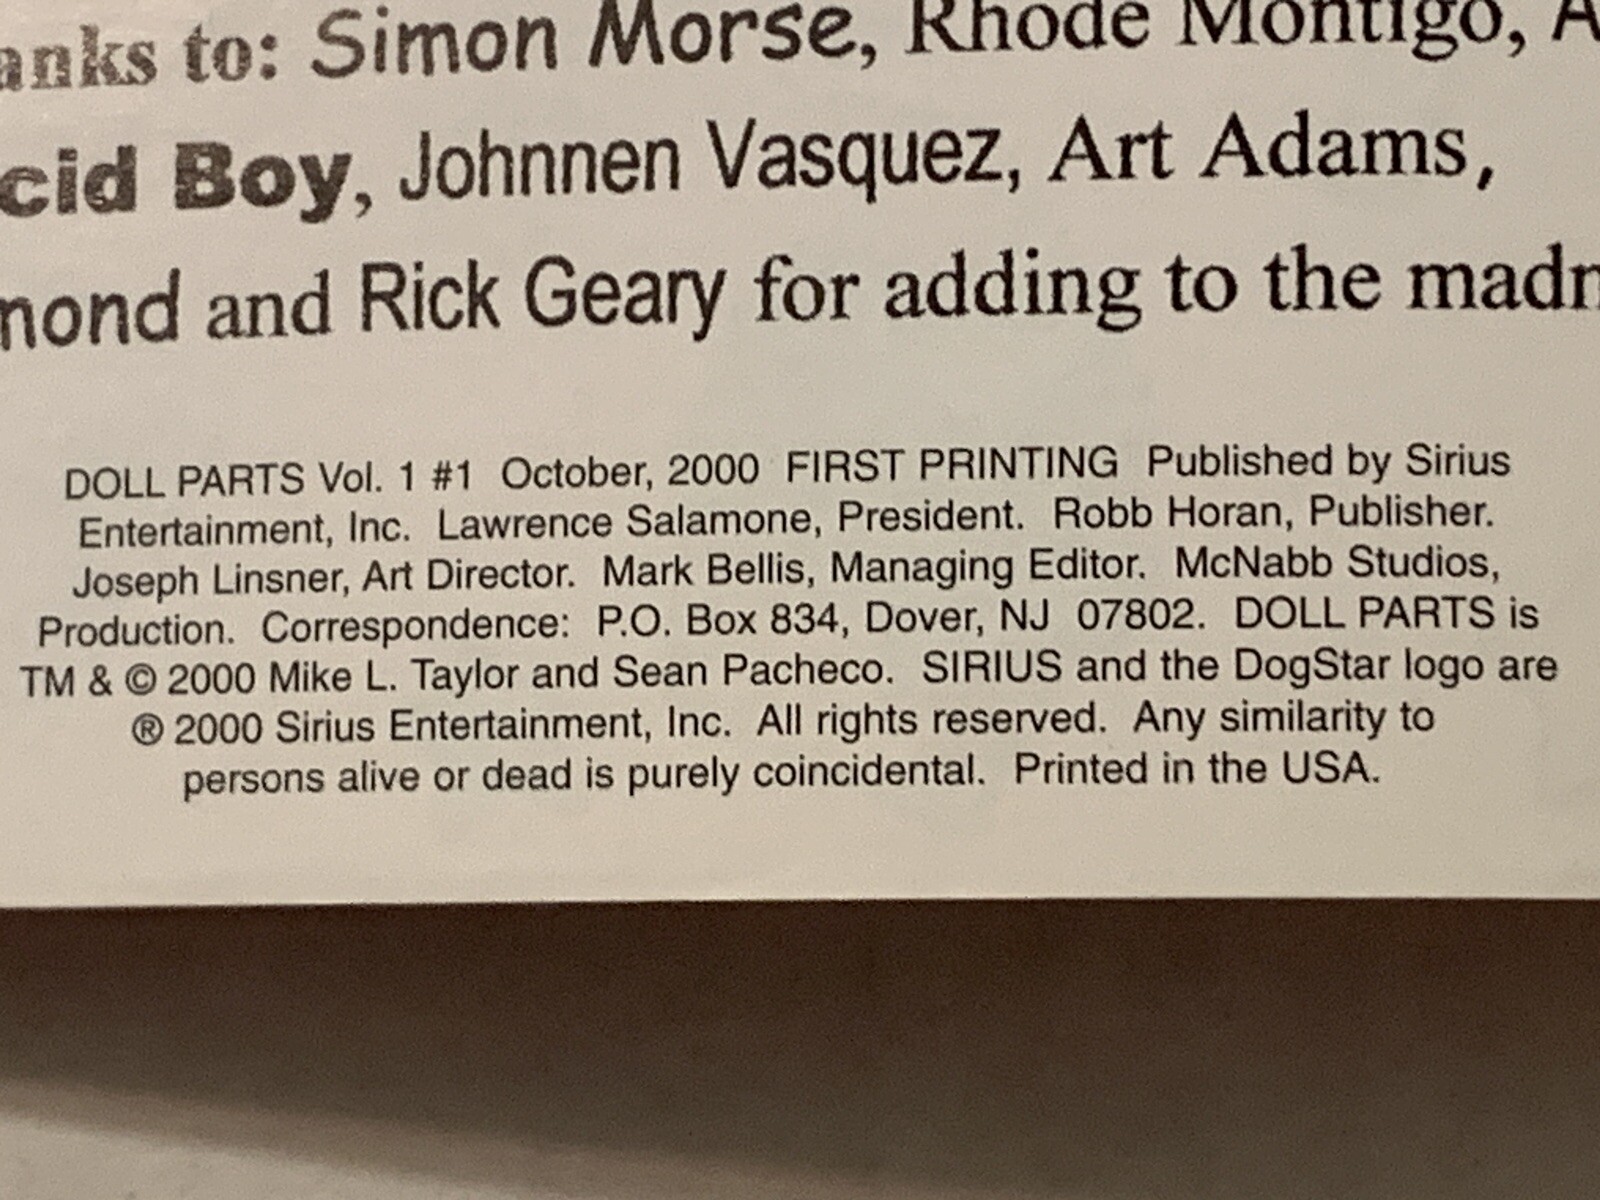 anks to: Simon Morse, Rhode Montigo, A
cid Boy, Johnnen Vasquez, Art Adams,
mond and Rick Geary for adding to the madn
DOLL PARTS Vol. 1 #1 October, 2000 FIRST PRINTING Published by Sirius
Entertainment, Inc. Lawrence Salamone, President. Robb Horan, Publisher.
Joseph Linsner, Art Director. Mark Bellis, Managing Editor. McNabb Studios,
Production. Correspondence: P.O. Box 834, Dover, NJ 07802. DOLL PARTS is
TM & © 2000 Mike L. Taylor and Sean Pacheco. SIRIUS and the DogStar logo are
® 2000 Sirius Entertainment, Inc. All rights reserved. Any similarity to
persons alive or dead is purely coincidental. Printed in the USA.